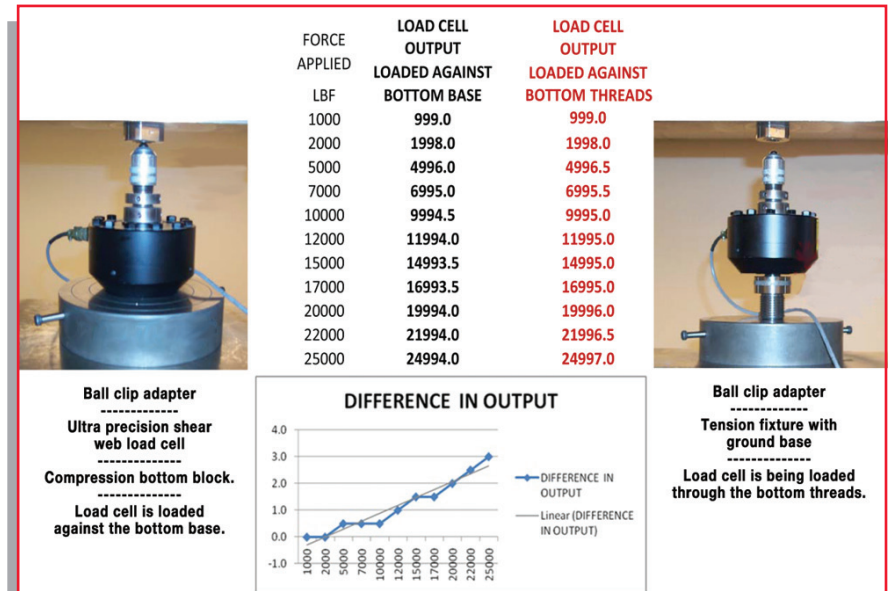 FORCE APPLIED LBF
LOAD CELL OUTPUT LOADED AGAINST BOTTOM BASE
LOAD CELL OUTPUT LOADED AGAINST BOTTOM THREADS
1000 999.0 999.0
2000 1998.0 1998.0
5000 4996.0 4996.5
7000 6995.0 6995.5
10000 9994.5 9995.0
12000 11994.0 11995.0
15000 14993.5 14995.0
17000 16993.5 16995.0
20000 19994.0 19996.0
22000 21994.0 21996.5
25000 24994.0 24997.0
Ball clip adapter
-------------
Ultra precision shear
web load cell
-------------
Compression bottom block.
-------------
Load cell is loaded
against the bottom base.
DIFFERENCE IN OUTPUT
4.0
3.0
2.0
1.0
0.0
-1.0
1000
2000
5000
7000
10000
12000
15000
17000
20000
22000
25000
DIFFERENCE IN
OUTPUT
Linear (DIFFERENCE
IN OUTPUT)
Ball clip adapter
-------------
Tension fixture with
ground base
-------------
Load cell is being loaded
through the bottom threads.